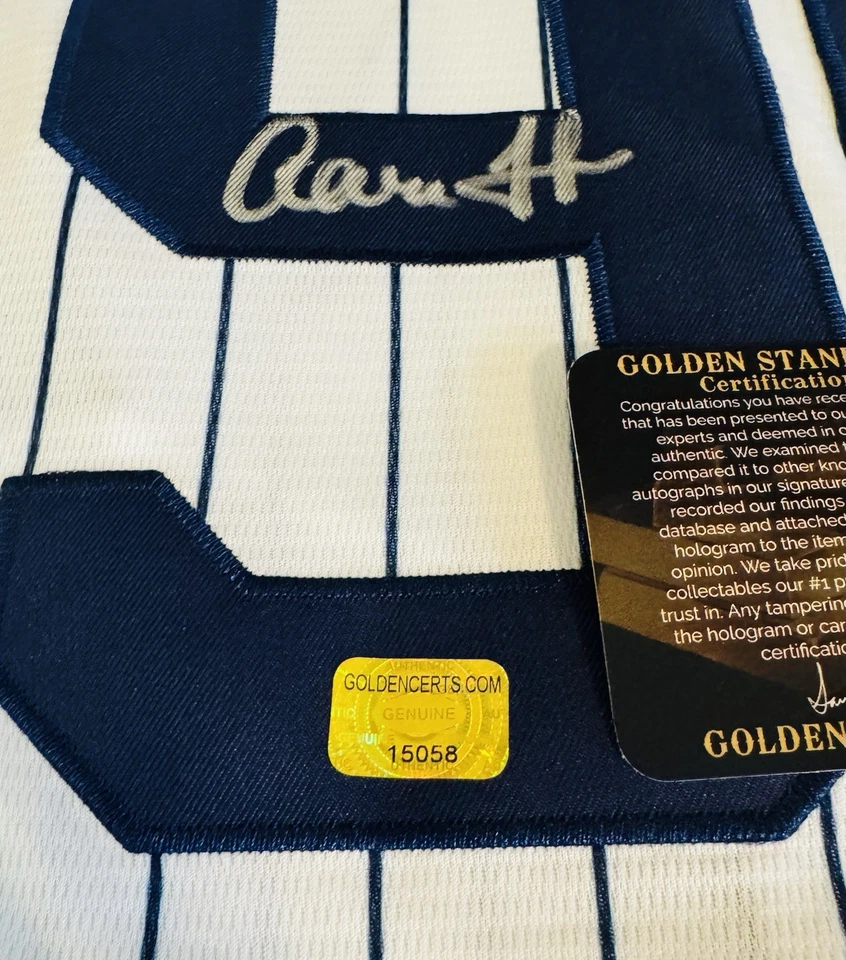 Aaron
GOLDEN STAN
Certification
Congratulations you have rece
that has been presented to ou
experts and deemed in o
authentic. We examined t
compared it to other kno
autographs in our signature
recorded our findings
database and attached
hologram to the item
opinion. We take prid
collectables our #1 p
trust in. Any tampering
the hologram or car
certificatio
GOLDEN
AUTHENTIC
GOLDENCERTS.COM
GENUINE
15058